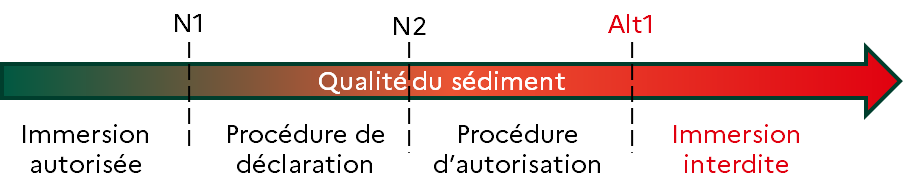 N1 N2 Alt1
Qualité du sédiment
Immersion autorisée
Procédure de déclaration
Procédure d’autorisation
Immersion interdite